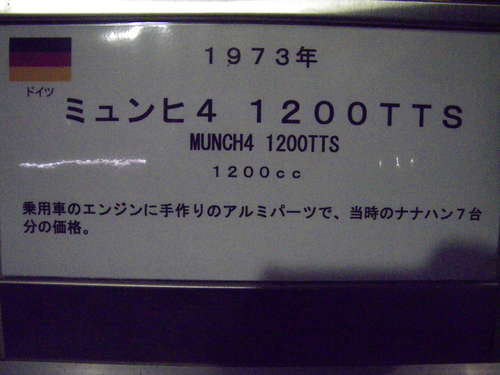 1973年
ドイツ
ミュンヒ4 1200TTS
MUNCH4 1200TTS
1200cc
乗用車のエンジンに手作りのアルミパーツで、当時のナナハン7台
分の価格。